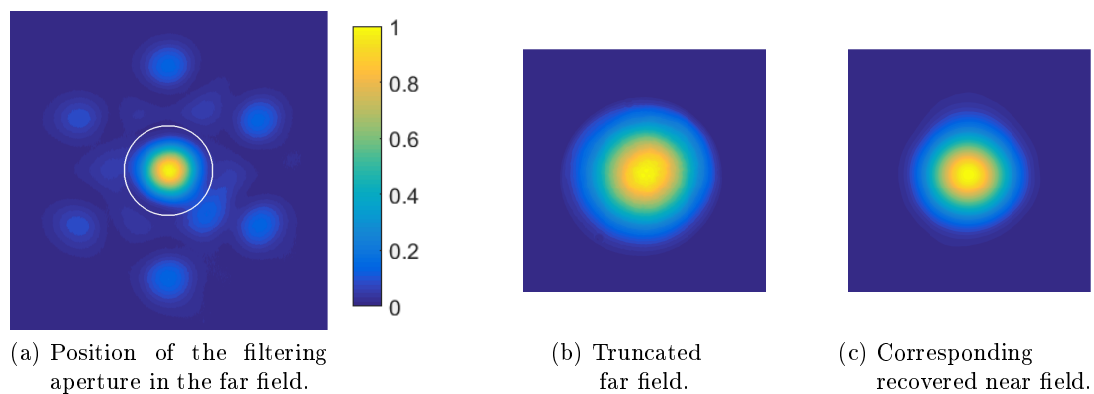 1
0.8
0.6
0.4
0.2
0
(a) Position of the filtering
aperture in the far field.
(b) Truncated
far field.
(c) Corresponding
recovered near field.